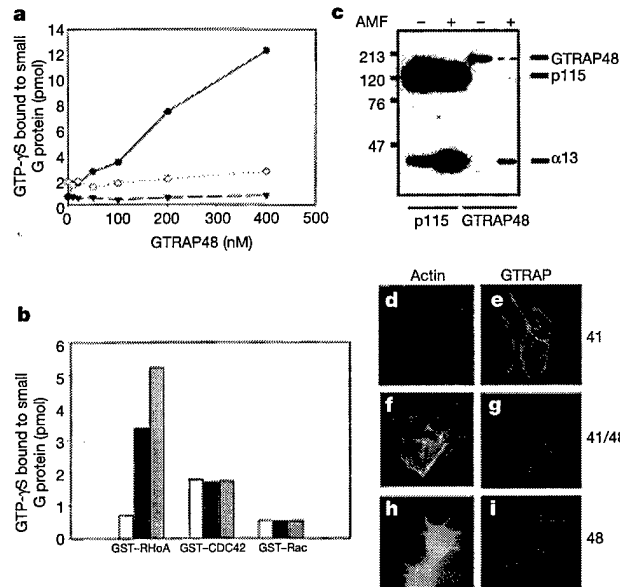 a
GTP-γS bound to small
G protein (pmol)
14
12
10
8
6
4
2
0
0
100
200
300
400
500
GTRAP48 (nM)
c
AMF
− + − +
213
120
76
47
GTRAP48
p115
α13
p115 GTRAP48
b
GTP-γS bound to small
G protein (pmol)
6
5
4
3
2
1
0
GST-RHoA GST-CDC42 GST-Rac
Actin GTRAP
d e 41
f g 41/48
h i 48